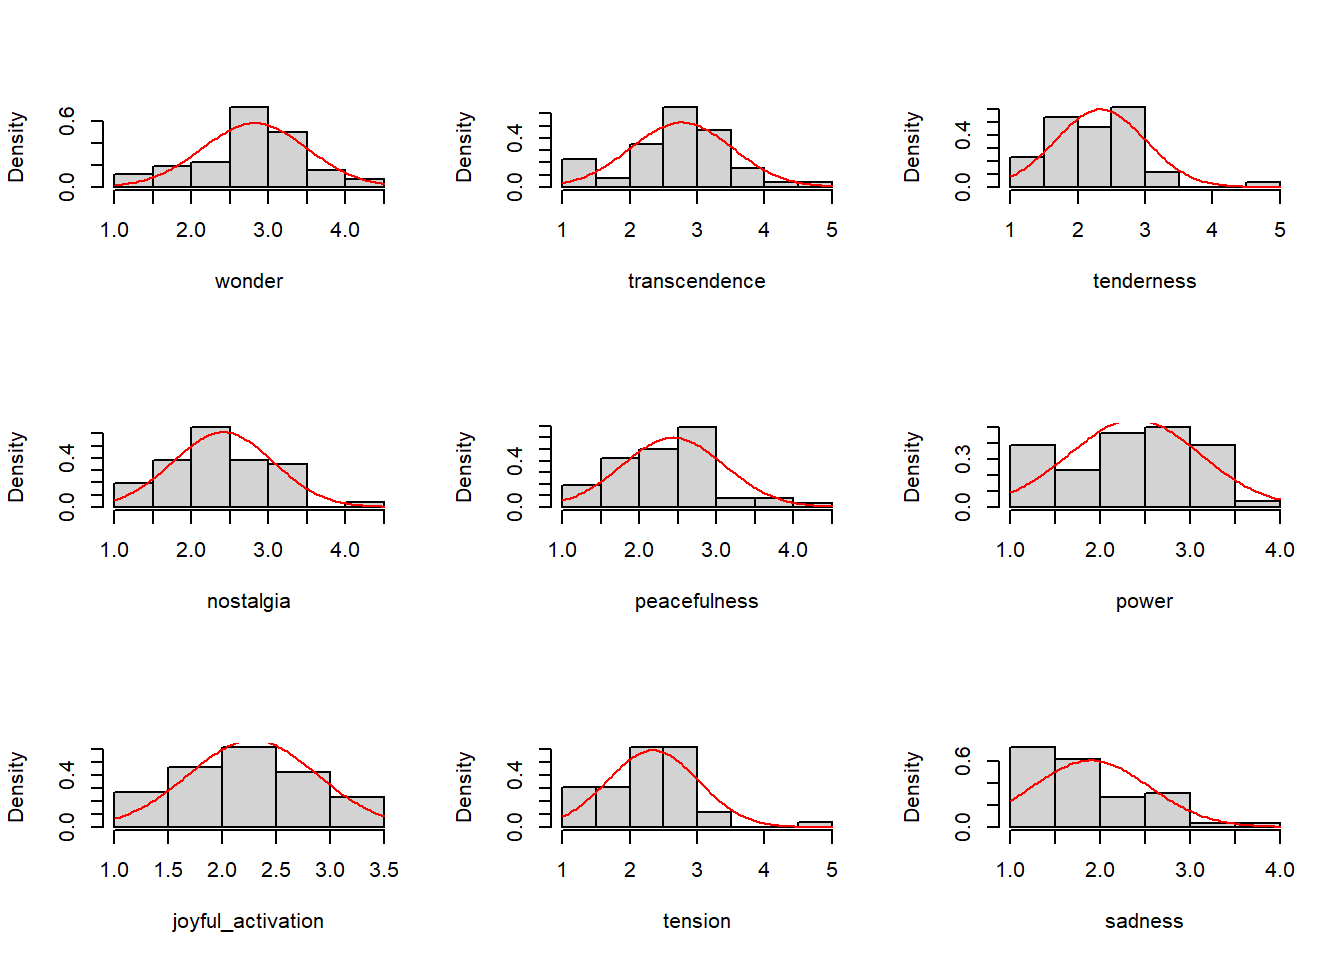 Density
0.0 0.6
1.0 2.0 3.0 4.0
wonder
Density
0.0 0.4
1 2 3 4 5
transcendence
Density
0.0 0.4
1 2 3 4 5
tenderness
Density
0.0 0.4
1.0 2.0 3.0 4.0
nostalgia
Density
0.0 0.4
1.0 2.0 3.0 4.0
peacefulness
Density
0.0 0.3
1.0 2.0 3.0 4.0
power
Density
0.0 0.4
1.0 1.5 2.0 2.5 3.0 3.5
joyful_activation
Density
0.0 0.4
1 2 3 4 5
tension
Density
0.0 0.6
1.0 2.0 3.0 4.0
sadness